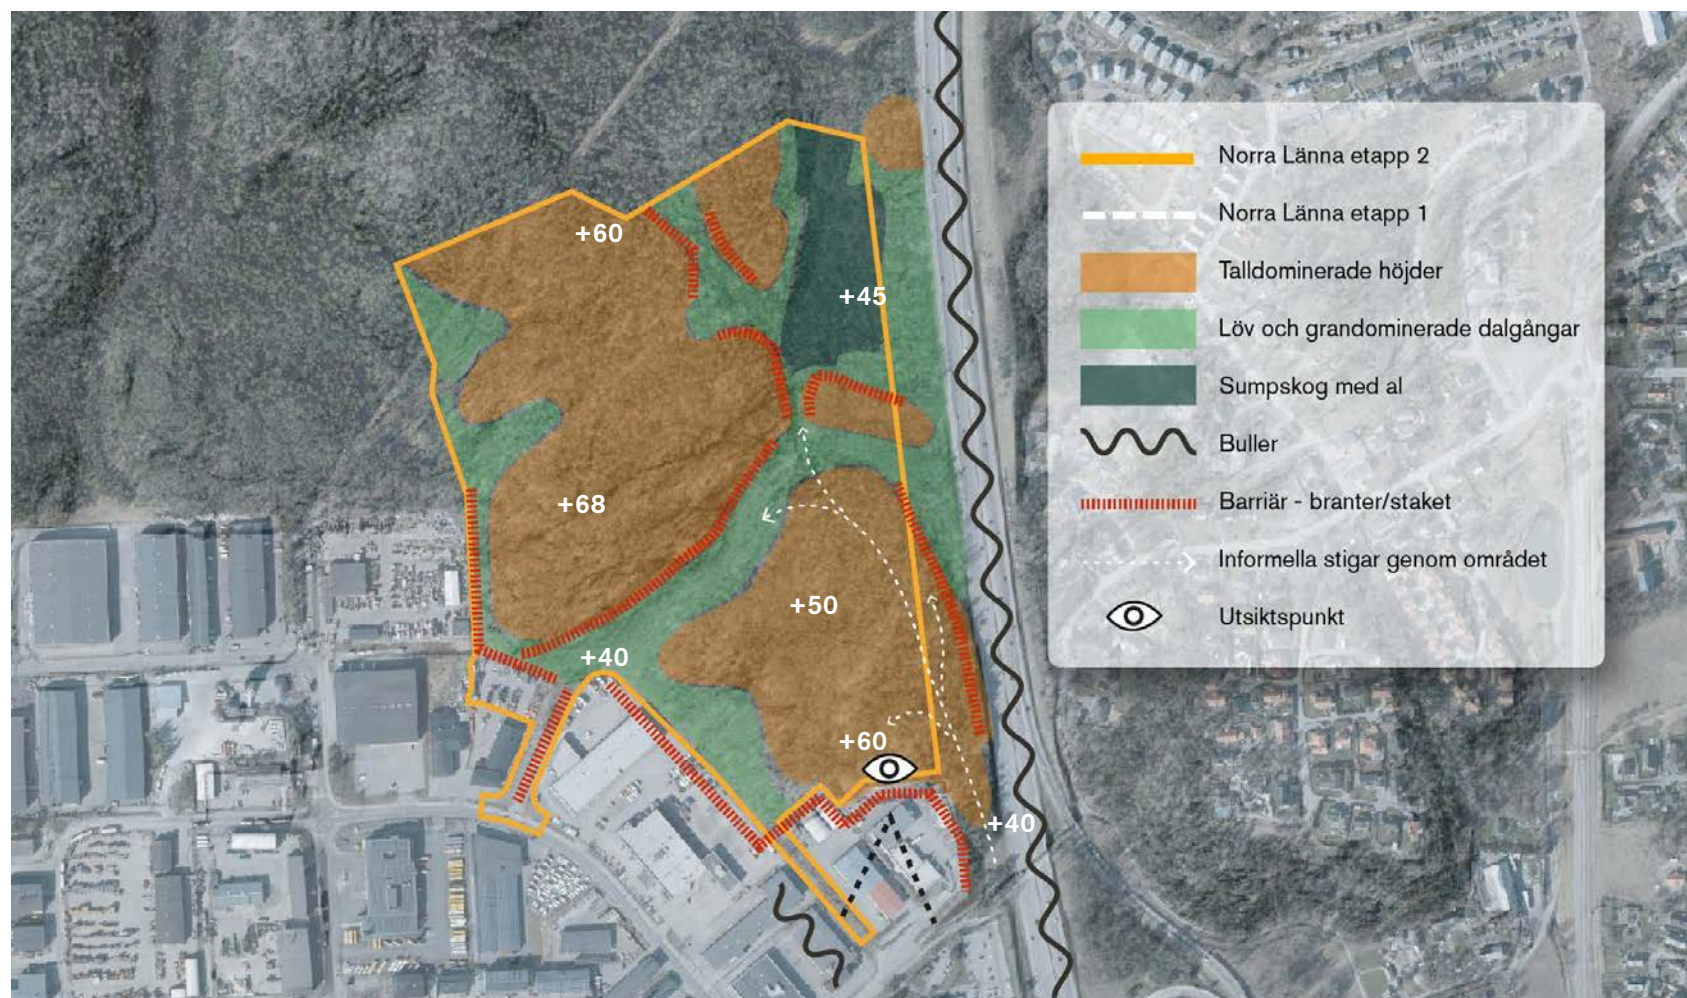 Norra Länna etapp 2
Norra Länna etapp 1
Talldominerade höjder
Löv och grandominerade dalgångar
Sumpskog med al
Buller
Barriär - branter/staket
Informella stigar genom området
Utsiktspunkt
+60
+45
+68
+50
+40
+60
+40